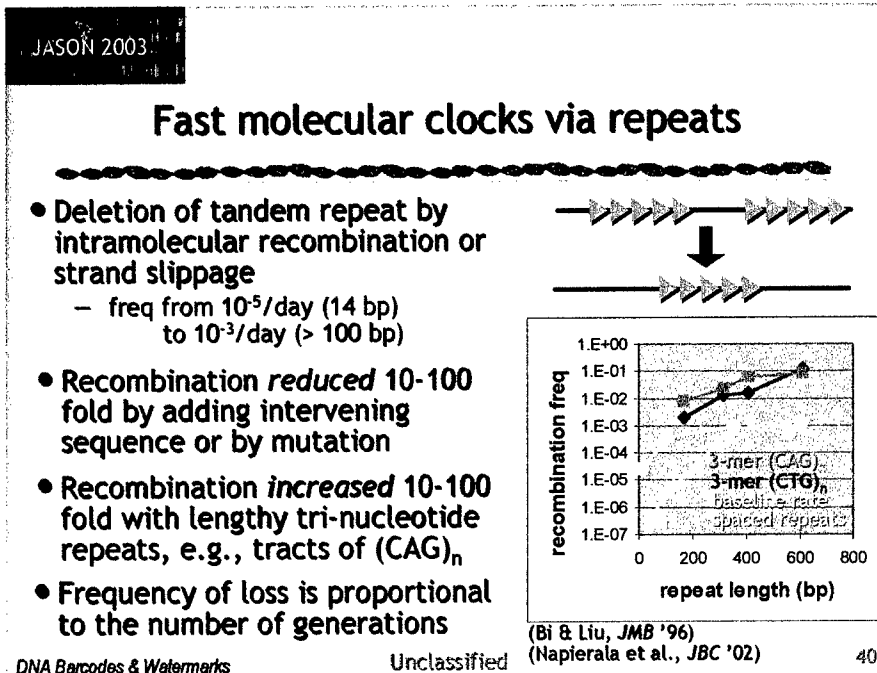 JASON 2003
Fast molecular clocks via repeats
• Deletion of tandem repeat by
intramolecular recombination or
strand slippage
– freq from 10⁻⁵/day (14 bp)
to 10⁻³/day (> 100 bp)
• Recombination reduced 10-100
fold by adding intervening
sequence or by mutation
• Recombination increased 10-100
fold with lengthy tri-nucleotide
repeats, e.g., tracts of (CAG)ₙ
• Frequency of loss is proportional
to the number of generations
recombination freq
1.E+00
1.E-01
1.E-02
1.E-03
1.E-04
1.E-05
1.E-06
1.E-07
3-mer (CAG)ₙ
3-mer (CTG)ₙ
baseline rate
spaced repeats
0 200 400 600 800
repeat length (bp)
(Bi & Liu, JMB '96)
(Napierala et al., JBC '02)
DNA Barcodes & Watermarks
Unclassified
40